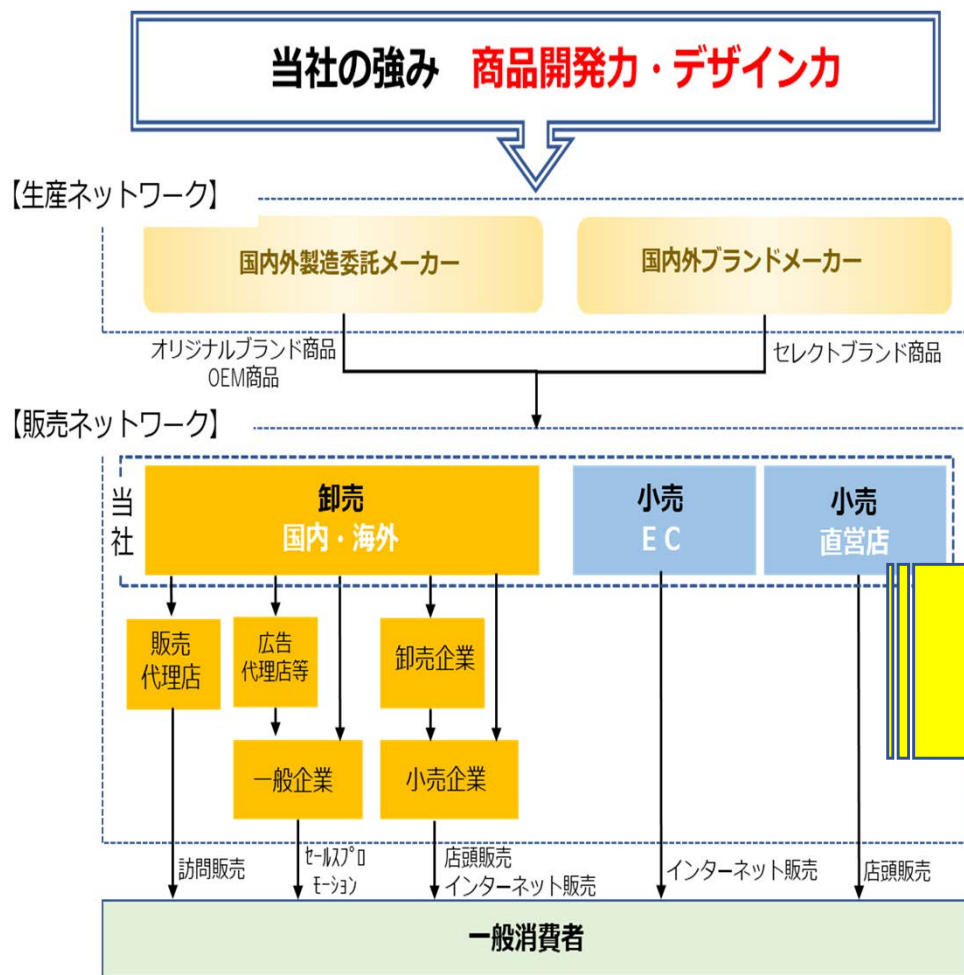 当社の強み 商品開発力・デザイン力
【生産ネットワーク】
国内外製造委託メーカー
国内外ブランドメーカー
オリジナルブランド商品
OEM商品
セレクトブランド商品
【販売ネットワーク】
当
社
卸売
国内・海外
小売
ＥＣ
小売
直営店
販売
代理店
広告
代理店等
卸売企業
一般企業
小売企業
訪問販売
ｾｰﾙｽﾌﾟﾛ
ﾓｰｼｮﾝ
店頭販売
インターネット販売
インターネット販売
店頭販売
一般消費者